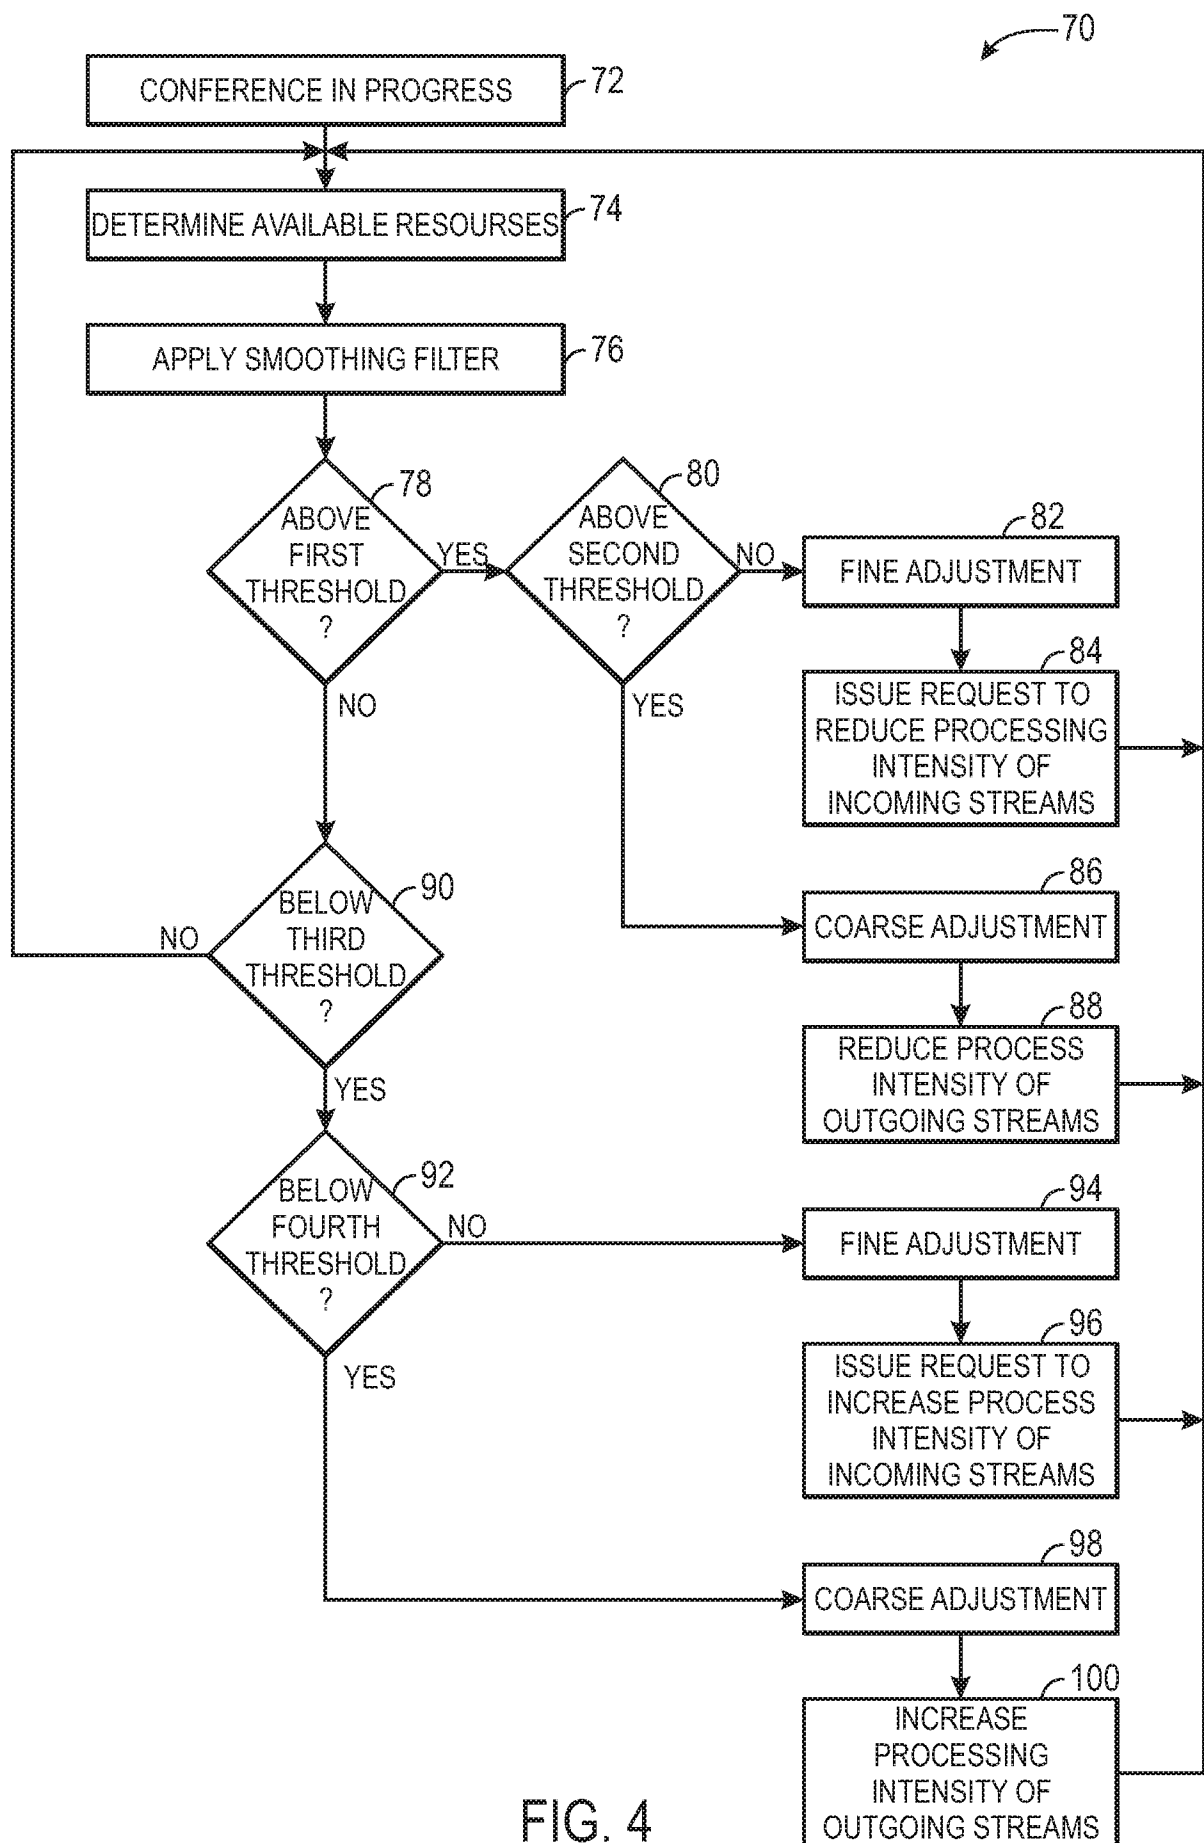 70
CONFERENCE IN PROGRESS
72
DETERMINE AVAILABLE RESOURSES
74
APPLY SMOOTHING FILTER
76
78
ABOVE
FIRST
THRESHOLD
?
YES
NO
80
ABOVE
SECOND
THRESHOLD
?
NO
YES
82
FINE ADJUSTMENT
84
ISSUE REQUEST TO
REDUCE PROCESSING
INTENSITY OF
INCOMING STREAMS
86
COARSE ADJUSTMENT
88
REDUCE PROCESS
INTENSITY OF
OUTGOING STREAMS
90
BELOW
THIRD
THRESHOLD
?
NO
YES
92
BELOW
FOURTH
THRESHOLD
?
NO
YES
94
FINE ADJUSTMENT
96
ISSUE REQUEST TO
INCREASE PROCESS
INTENSITY OF
INCOMING STREAMS
98
COARSE ADJUSTMENT
100
INCREASE
PROCESSING
INTENSITY OF
OUTGOING STREAMS
FIG. 4